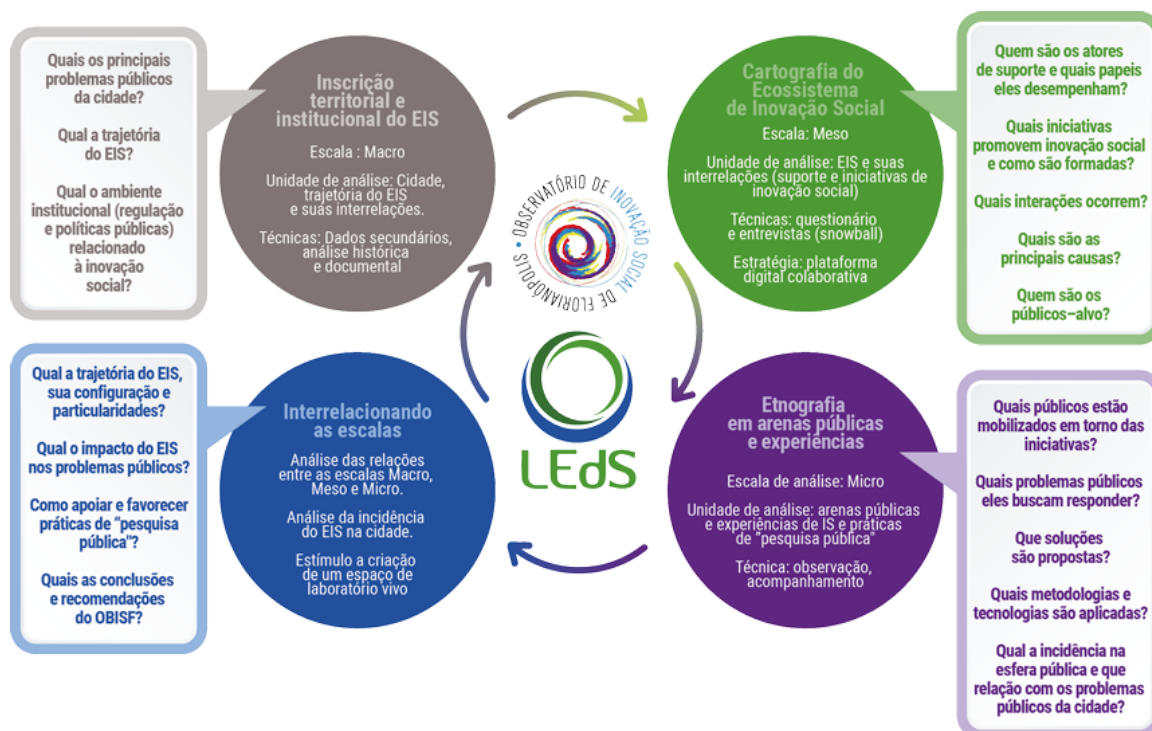 Quais os principais
problemas públicos
da cidade?
Qual a trajetória
do EIS?
Qual o ambiente
institucional (regulação
e políticas públicas)
relacionado
à inovação
social?
Inscrição
territorial e
institucional do EIS
Escala : Macro
Unidade de análise: Cidade,
trajetória do EIS
e suas interrelações.
Técnicas: Dados secundários,
análise histórica
e documental
OBSERVATÓRIO DE INOVAÇÃO SOCIAL DE FLORIANÓPOLIS •
LEdS
Cartografia do
Ecossistema
de Inovação Social
Escala: Meso
Unidade de análise: EIS e suas
interrelações (suporte e iniciativas de
inovação social)
Técnicas: questionário
e entrevistas (snowball)
Estratégia: plataforma
digital colaborativa
Quem são os atores
de suporte e quais papeis
eles desempenham?
Quais iniciativas
promovem inovação social
e como são formadas?
Quais interações ocorrem?
Quais são as
principais causas?
Quem são os
públicos–alvo?
Qual a trajetória do EIS,
sua configuração e
particularidades?
Qual o impacto do EIS
nos problemas públicos?
Como apoiar e favorecer
práticas de “pesquisa
pública"?
Quais as conclusões
e recomendações
do OBISF?
Interrelacionando
as escalas
Análise das relações
entre as escalas Macro,
Meso e Micro.
Análise da incidência
do EIS na cidade.
Estímulo a criação
de um espaço de
laboratório vivo
Etnografia
em arenas públicas
e experiências
Escala de análise: Micro
Unidade de análise: arenas públicas
e experiências de IS e práticas
de "pesquisa pública"
Técnica: observação,
acompanhamento
Quais públicos estão
mobilizados em torno das
iniciativas?
Quais problemas públicos
eles buscam responder?
Que soluções
são propostas?
Quais metodologias e
tecnologias são aplicadas?
Qual a incidência na
esfera pública e que
relação com os problemas
públicos da cidade?